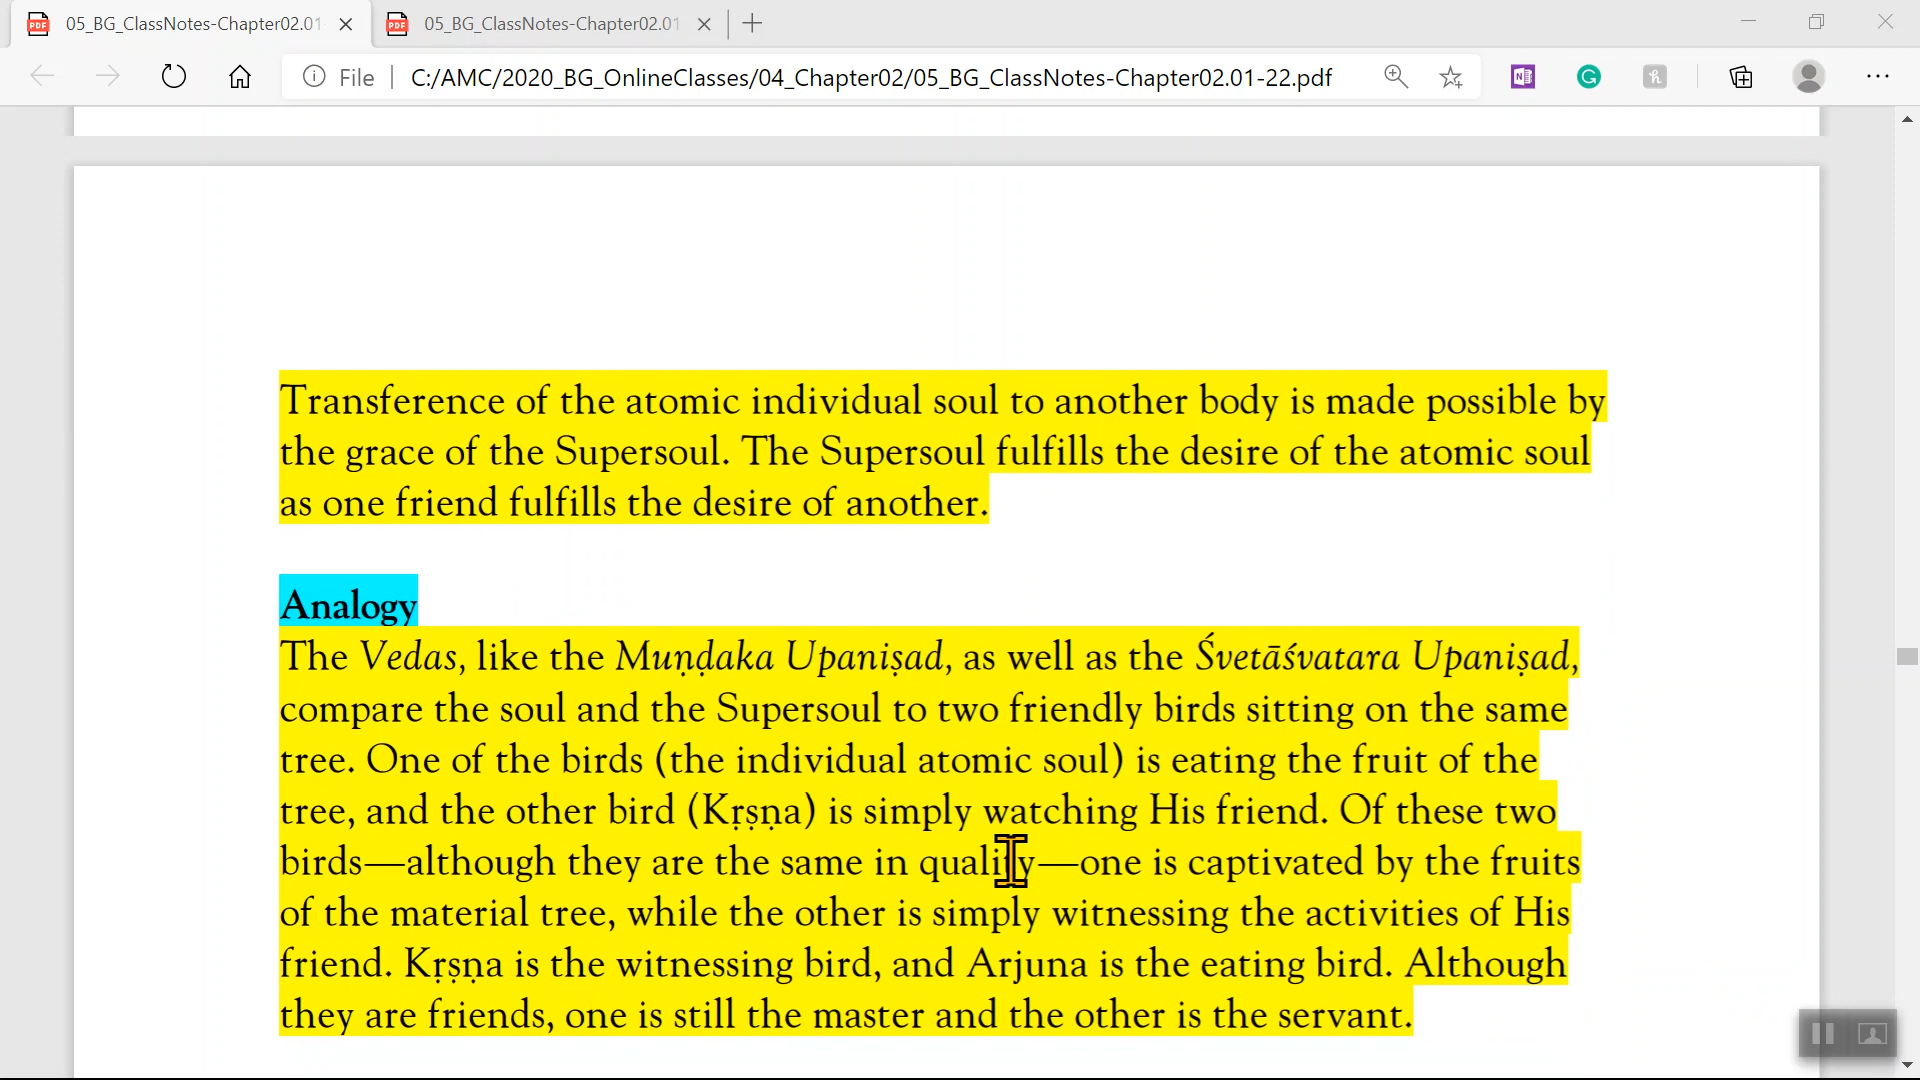 05_BG_ClassNotes-Chapter02.01
05_BG_ClassNotes-Chapter02.01
File
C:/AMC/2020_BG_OnlineClasses/04_Chapter02/05_BG_ClassNotes-Chapter02.01-22.pdf
Transference of the atomic individual soul to another body is made possible by
the grace of the Supersoul. The Supersoul fulfills the desire of the atomic soul
as one friend fulfills the desire of another.
Analogy
The Vedas, like the Muṇḍaka Upaniṣad, as well as the Śvetāśvatara Upaniṣad,
compare the soul and the Supersoul to two friendly birds sitting on the same
tree. One of the birds (the individual atomic soul) is eating the fruit of the
tree, and the other bird (Kṛṣṇa) is simply watching His friend. Of these two
birds—although they are the same in quality—one is captivated by the fruits
of the material tree, while the other is simply witnessing the activities of His
friend. Kṛṣṇa is the witnessing bird, and Arjuna is the eating bird. Although
they are friends, one is still the master and the other is the servant.